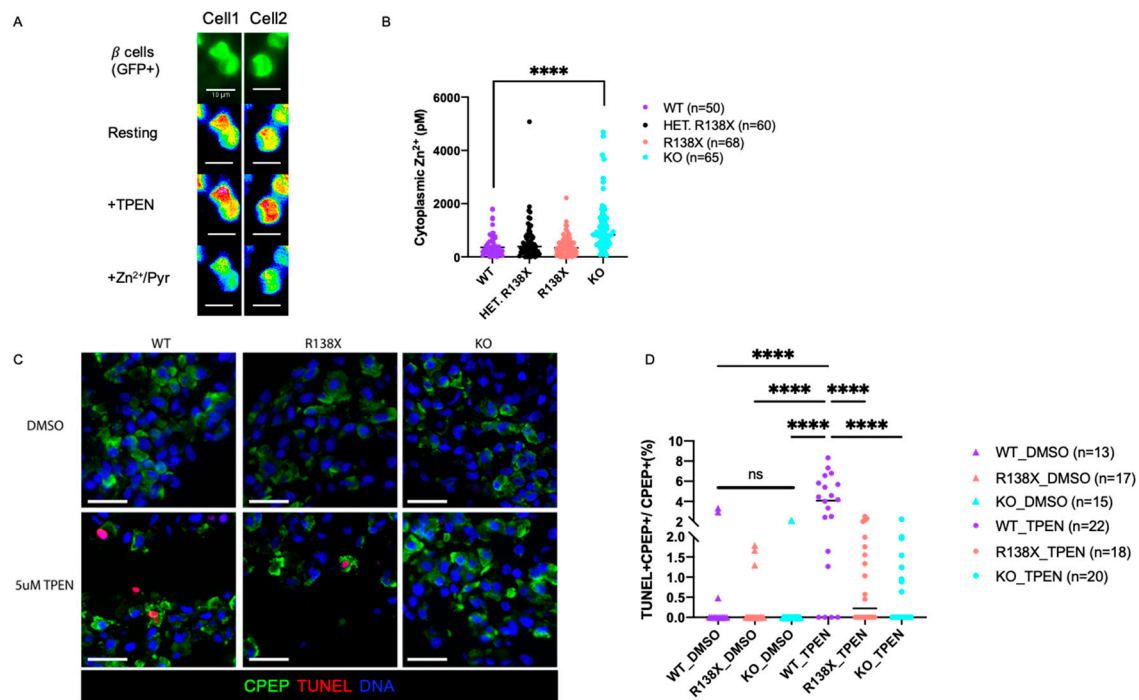 A
Cell1 Cell2
β cells
(GFP+)
10 µm
Resting
+TPEN
+Zn²⁺/Pyr
B
****
Cytoplasmic Zn²⁺ (pM)
6000
4000
2000
0
WT
HET. R138X
R138X
KO
WT (n=50)
HET. R138X (n=60)
R138X (n=68)
KO (n=65)
C
WT R138X KO
DMSO
5uM TPEN
CPEP TUNEL DNA
D
****
**** ****
**** ****
ns
TUNEL+CPEP+/ CPEP+(%)
10
8
6
4
2
2.0
1.5
1.0
0.5
0.0
WT_DMSO
R138X_DMSO
KO_DMSO
WT_TPEN
R138X_TPEN
KO_TPEN
WT_DMSO (n=13)
R138X_DMSO (n=17)
KO_DMSO (n=15)
WT_TPEN (n=22)
R138X_TPEN (n=18)
KO_TPEN (n=20)